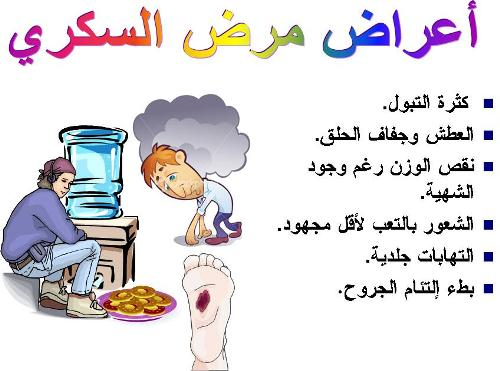 أعراض مرض السكري
كثرة التبول.
العطش وجفاف الحلق.
نقص الوزن رغم وجود
الشهية.
الشعور بالتعب لأقل مجهود.
التهابات جلدية.
بطء إلتئام الجروح.